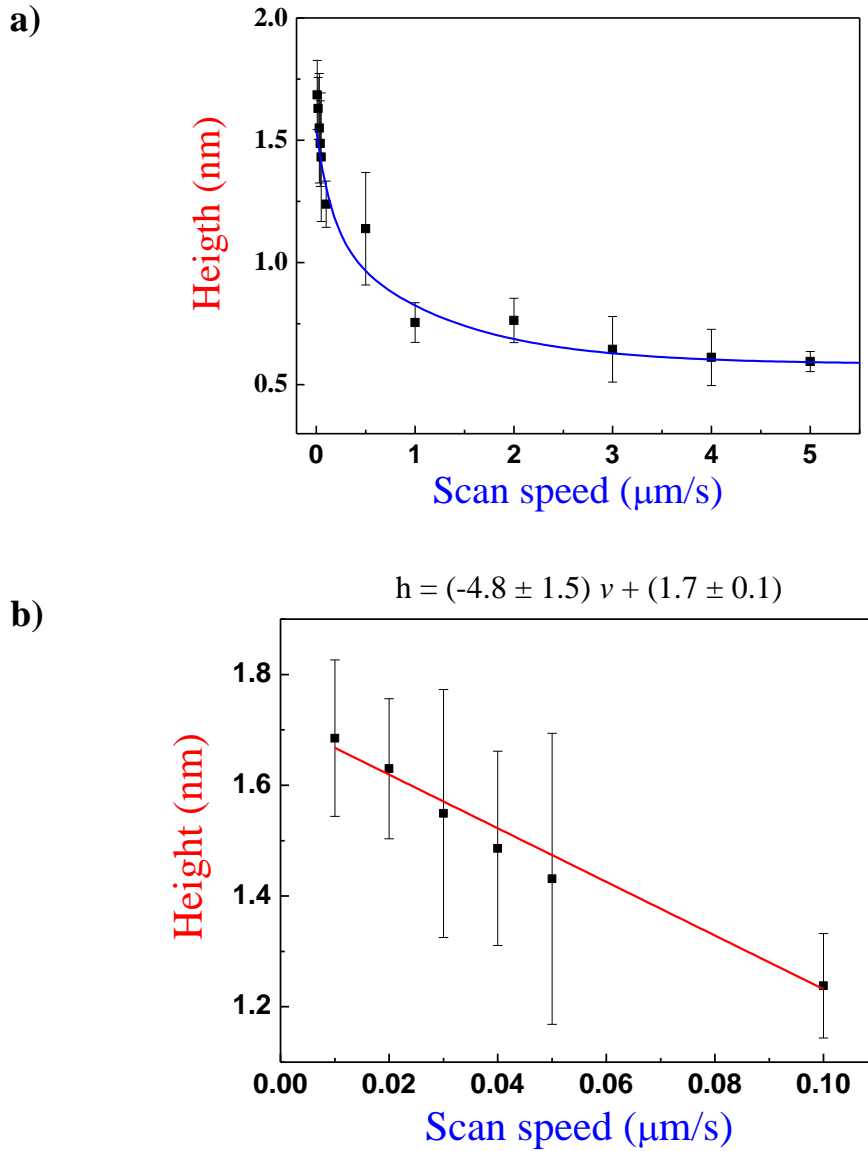 a)
2.0
1.5
1.0
0.5
Heigth (nm)
0 1 2 3 4 5
Scan speed (μm/s)
h = (-4.8 ± 1.5) v + (1.7 ± 0.1)
b)
1.8
1.6
1.4
1.2
Height (nm)
0.00 0.02 0.04 0.06 0.08 0.10
Scan speed (μm/s)